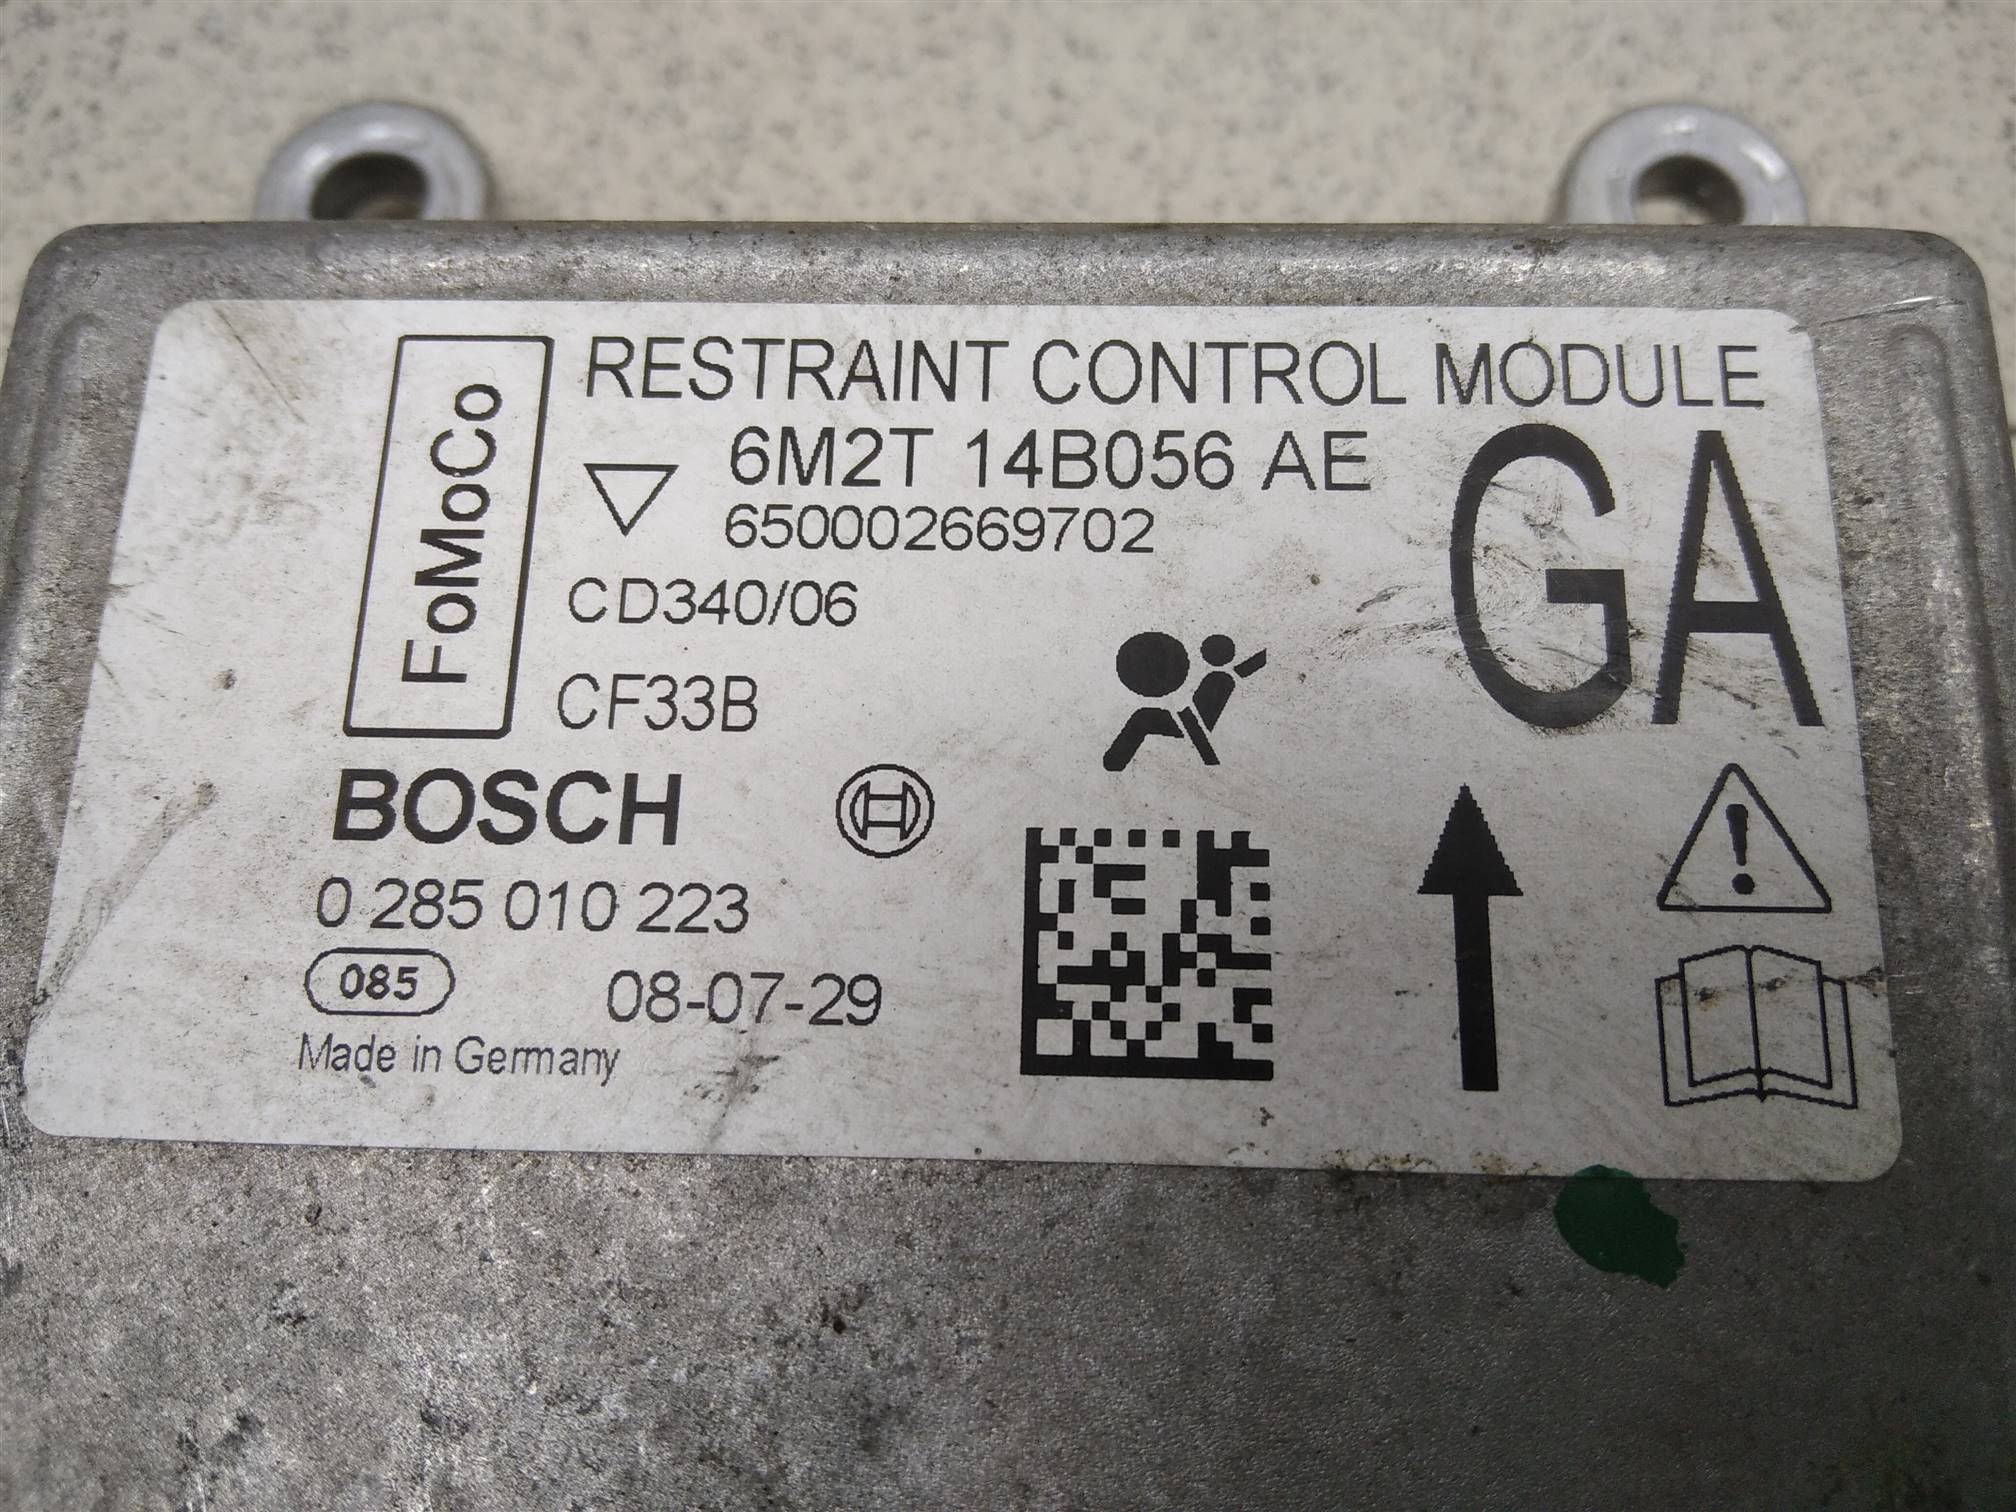 FoMoCo
RESTRAINT CONTROL MODULE
6M2T 14B056 AE
GA
650002669702
CD340/06
CF33B
BOSCH
0 285 010 223
085
08-07-29
Made in Germany